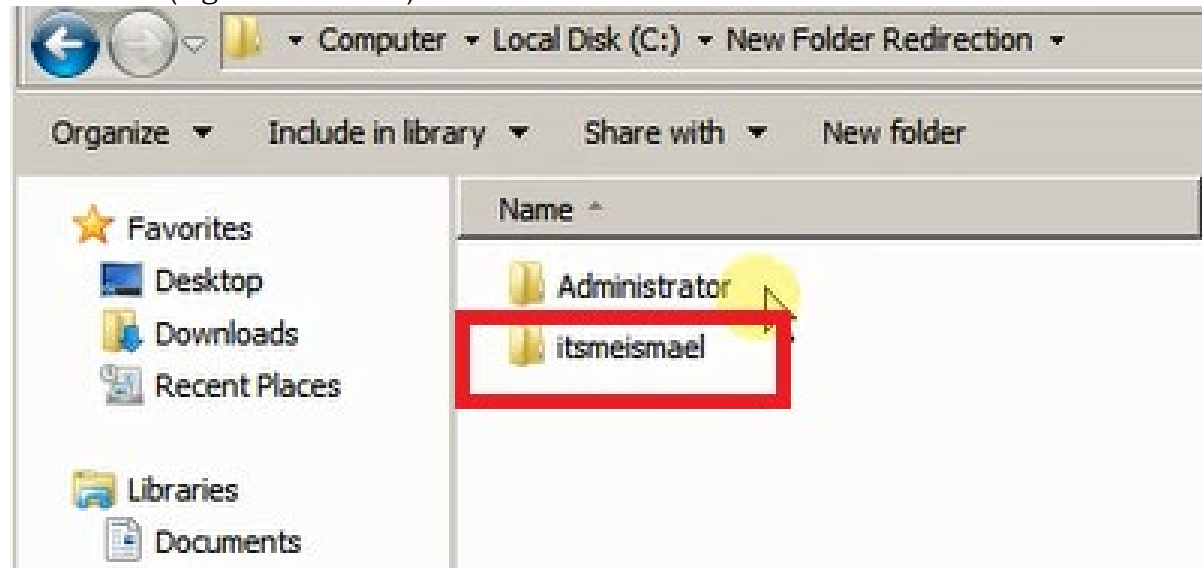 Computer Local Disk (C:) New Folder Redirection
Organize Include in library Share with New folder
Favorites
Desktop
Downloads
Recent Places
Libraries
Documents
Name
Administrator
itsmeismael